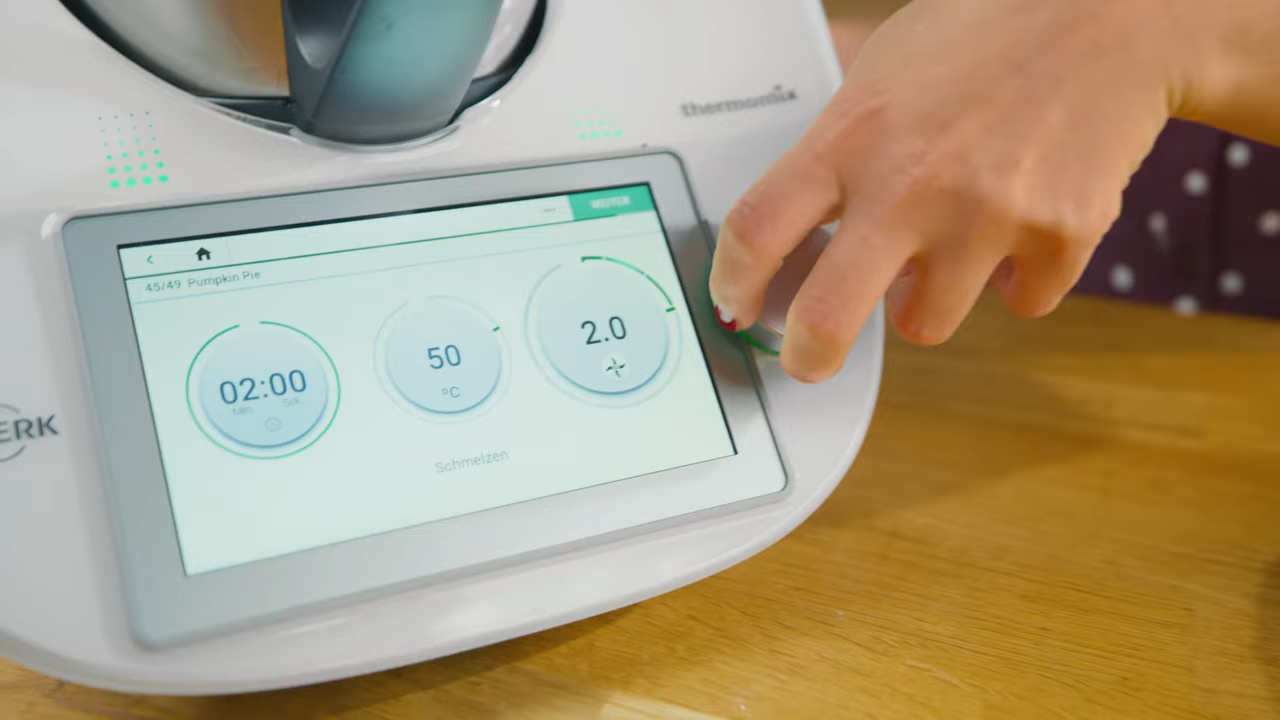 thermomix
WEITER
45/49 Pumpkin Pie
02:00
Min. Sek
50
°C
2.0
Schmelzen
ERK